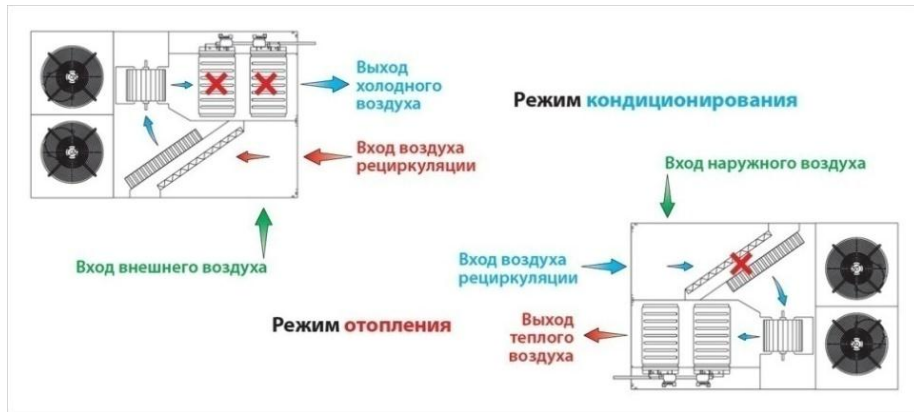 Выход
холодного
воздуха
Режим кондиционирования
Вход воздуха
рециркуляции
Вход наружного воздуха
Вход внешнего воздуха
Вход воздуха
рециркуляции
Режим отопления
Выход
теплого
воздуха